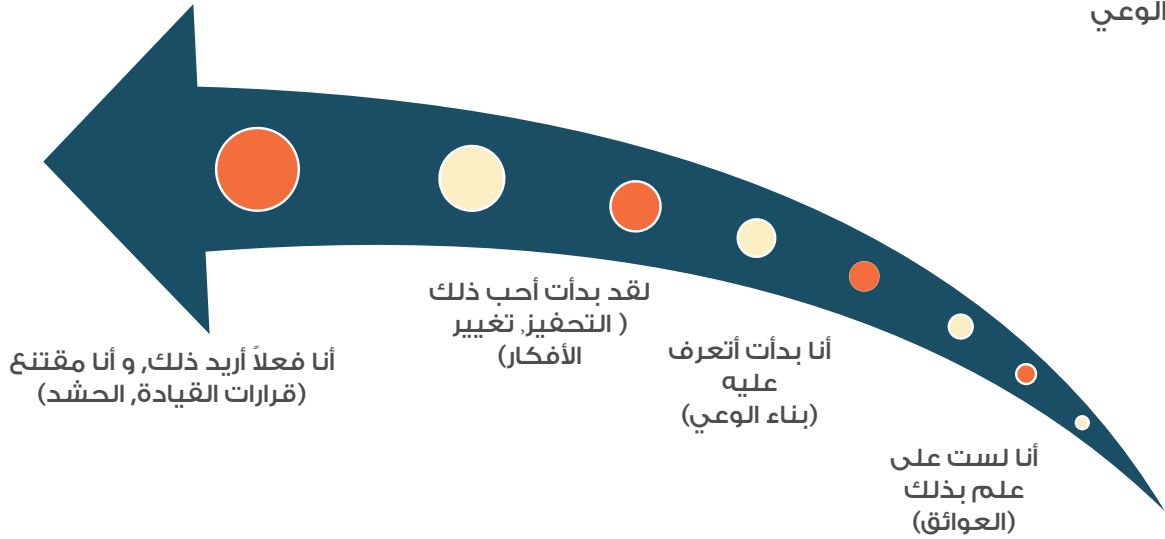 الوعي
أنا لست على
علم بذلك
(العوائق)
أنا بدأت أتعرف
عليه
(بناء الوعي)
لقد بدأت أحب ذلك
( التحفيز, تغيير
الأفكار)
أنا فعلاً أريد ذلك, و أنا مقتنع
(قرارات القيادة, الحشد)